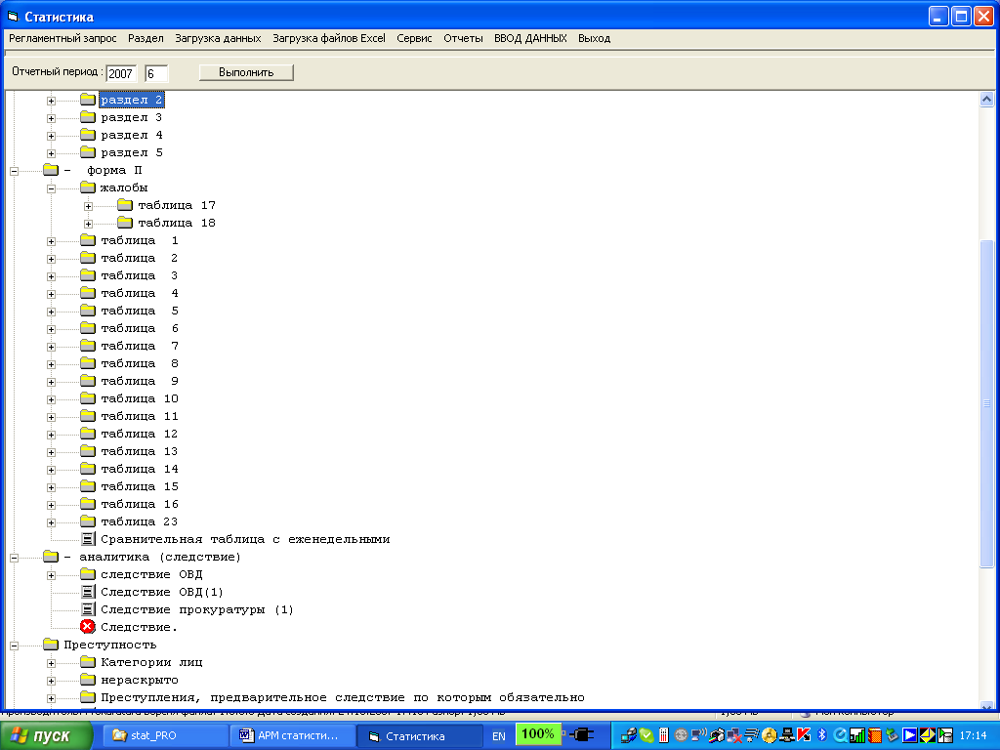 Статистика
Регламентный запрос Раздел Загрузка данных Загрузка файлов Excel Сервис Отчеты ВВОД ДАННЫХ Выход
Отчетный период : 2007 6 Выполнить
раздел 2
раздел 3
раздел 4
раздел 5
- форма П
жалобы
таблица 17
таблица 18
таблица 1
таблица 2
таблица 3
таблица 4
таблица 5
таблица 6
таблица 7
таблица 8
таблица 9
таблица 10
таблица 11
таблица 12
таблица 13
таблица 14
таблица 15
таблица 16
таблица 23
Сравнительная таблица с еженедельными
- аналитика (следствие)
следствие ОВД
Следствие ОВД(1)
Следствие прокуратуры (1)
Следствие.
Преступность
Категории лиц
нераскрыто
Преступления, предварительное следствие по которым обязательно
пуск stat_PRO АРМ статисти... Статистика EN 100% 17:14